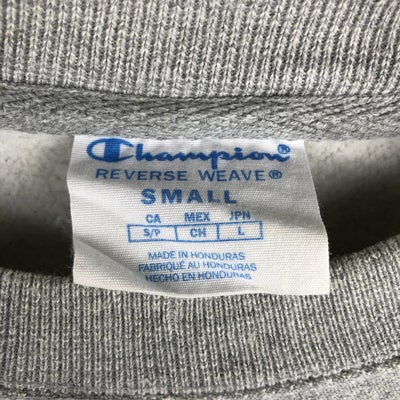 Champion®
REVERSE WEAVE®
SMALL
CA MEX JPN
S/P CH L
MADE IN HONDURAS
FABRIQUÉ AU HONDURAS
HECHO EN HONDURAS